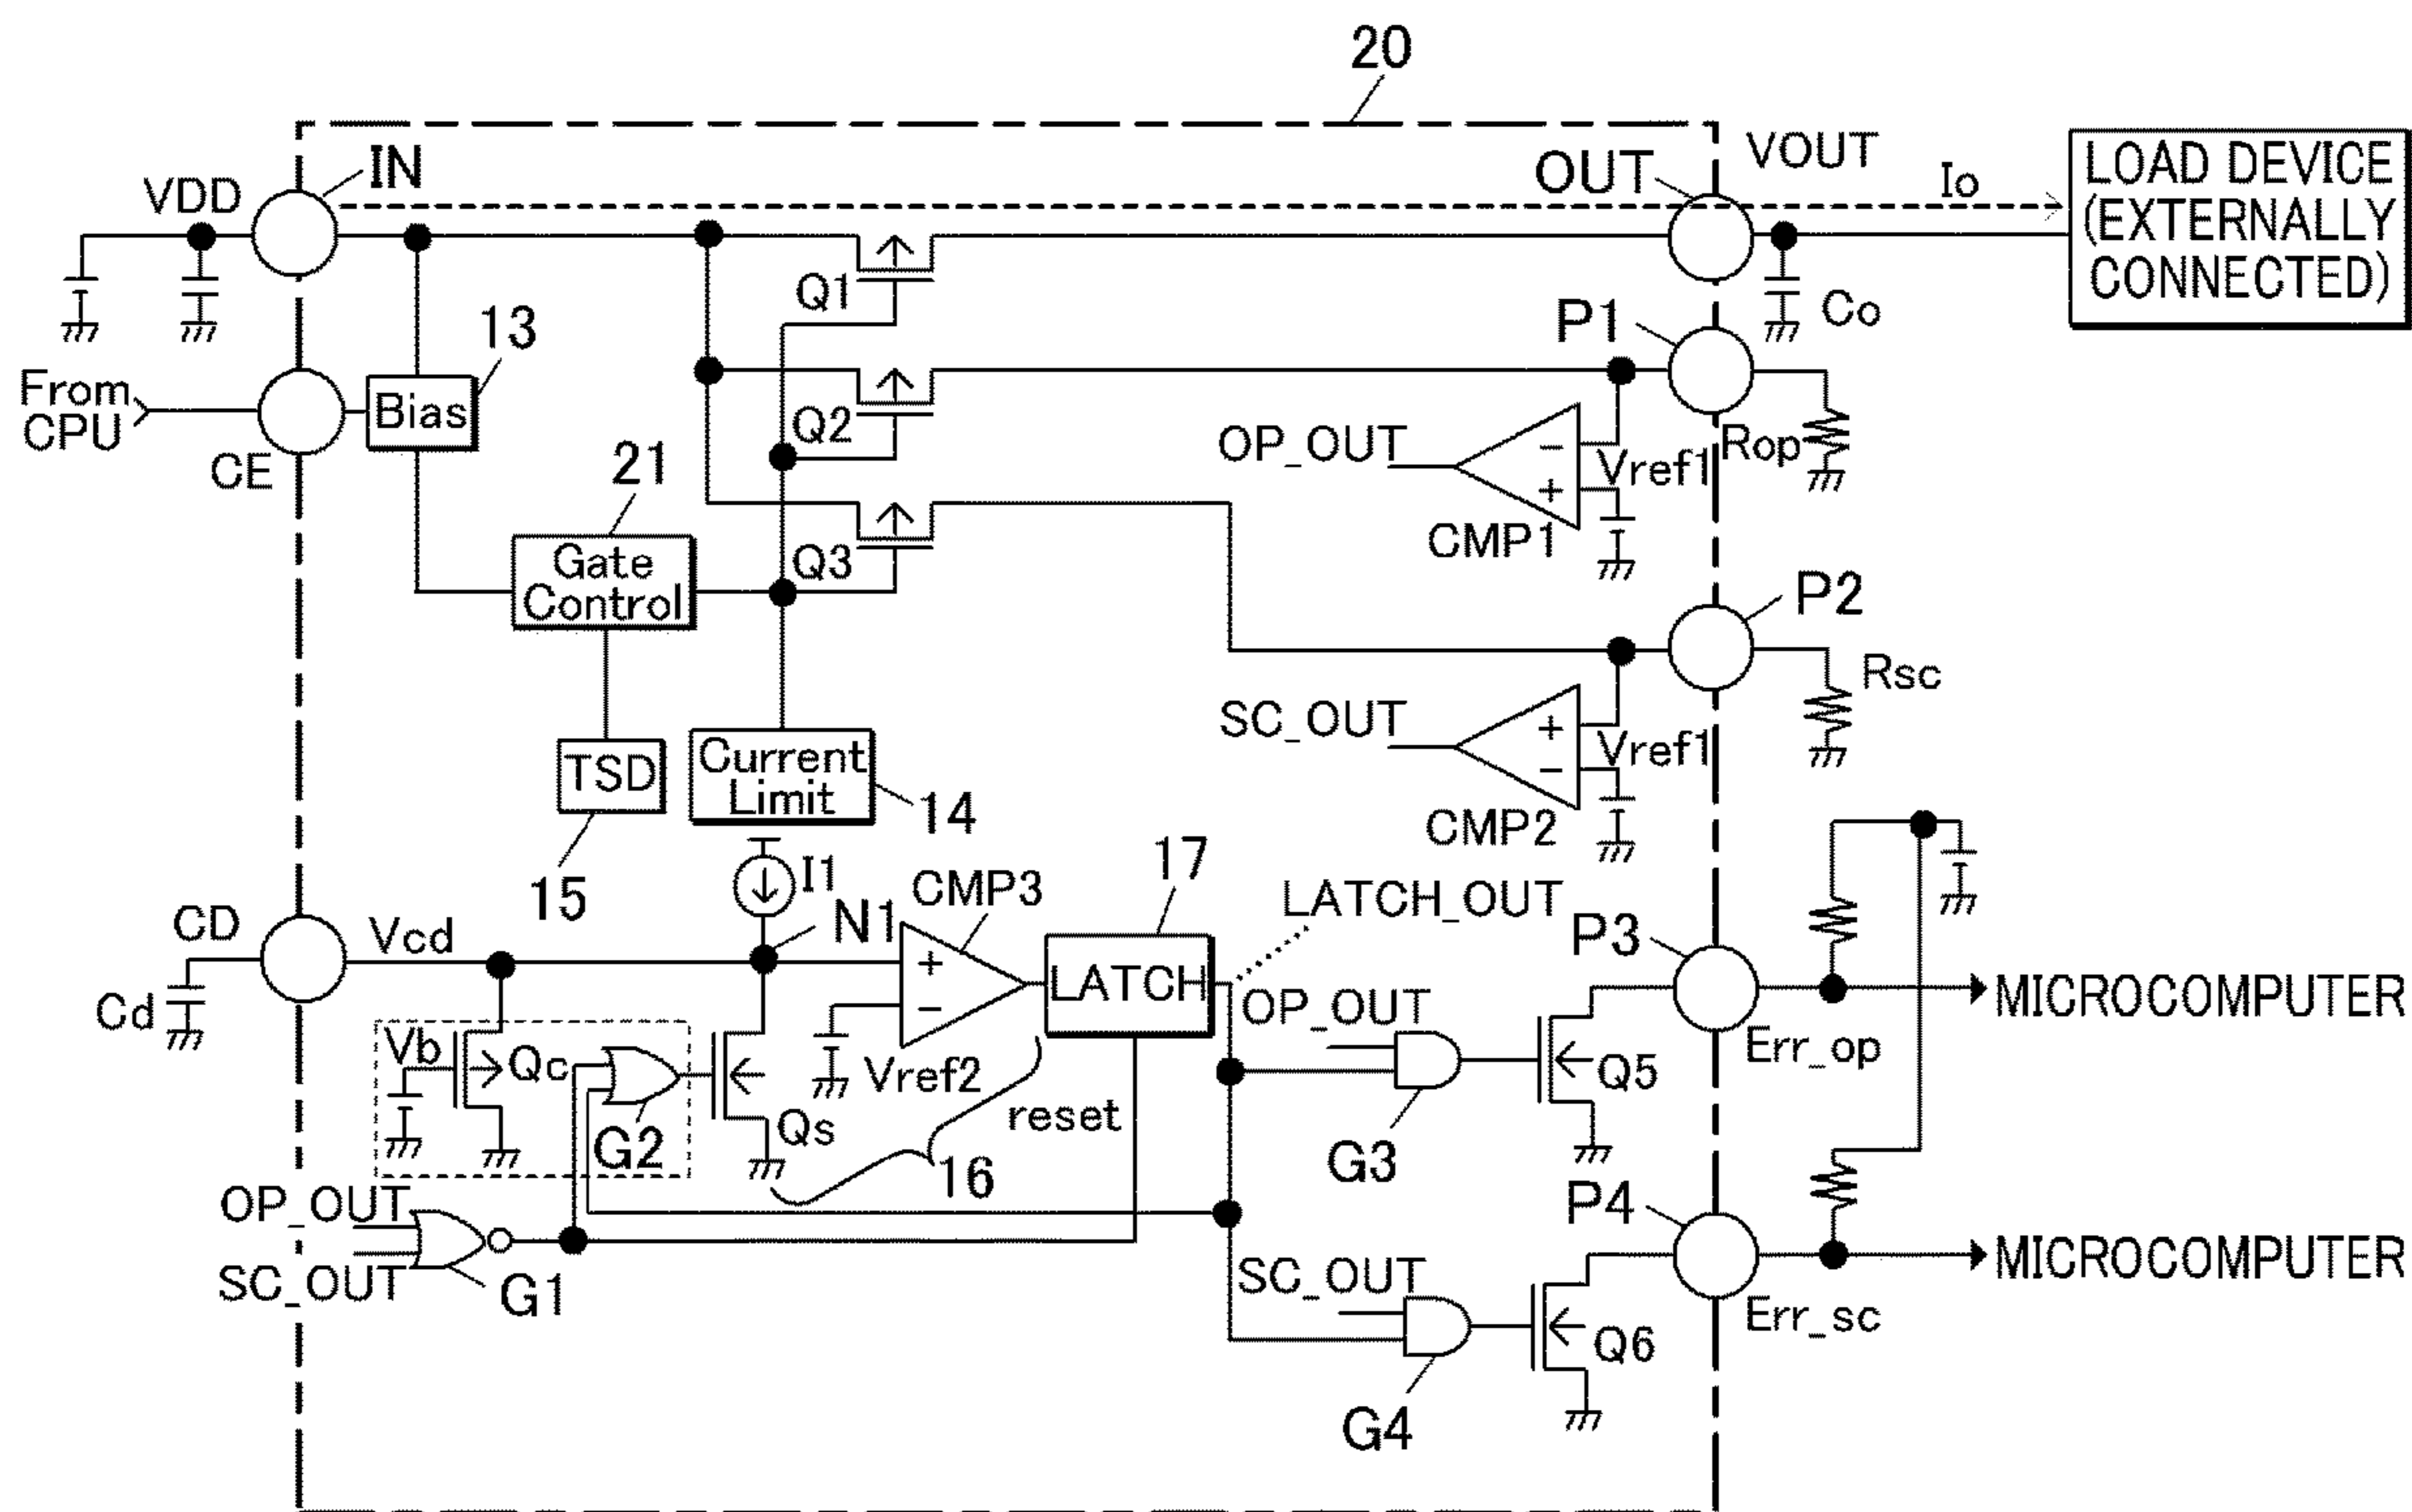 20
IN
VDD
OUT
VOUT
Io
LOAD DEVICE
(EXTERNALLY
CONNECTED)
Q1
Co
P1
13
From
CPU
CE
Bias
Q2
OP_OUT
−
+
Vref1
Rop
CMP1
21
Gate
Control
Q3
P2
Rsc
SC_OUT
+
−
Vref1
CMP2
TSD
15
Current
Limit
14
I1
CD
Vcd
N1
CMP3
+
−
17
LATCH
LATCH_OUT
P3
Cd
Vb
Qc
G2
Qs
Vref2
reset
16
OP_OUT
G3
Q5
Err_op
MICROCOMPUTER
OP_OUT
SC_OUT
G1
SC_OUT
G4
Q6
P4
Err_sc
MICROCOMPUTER